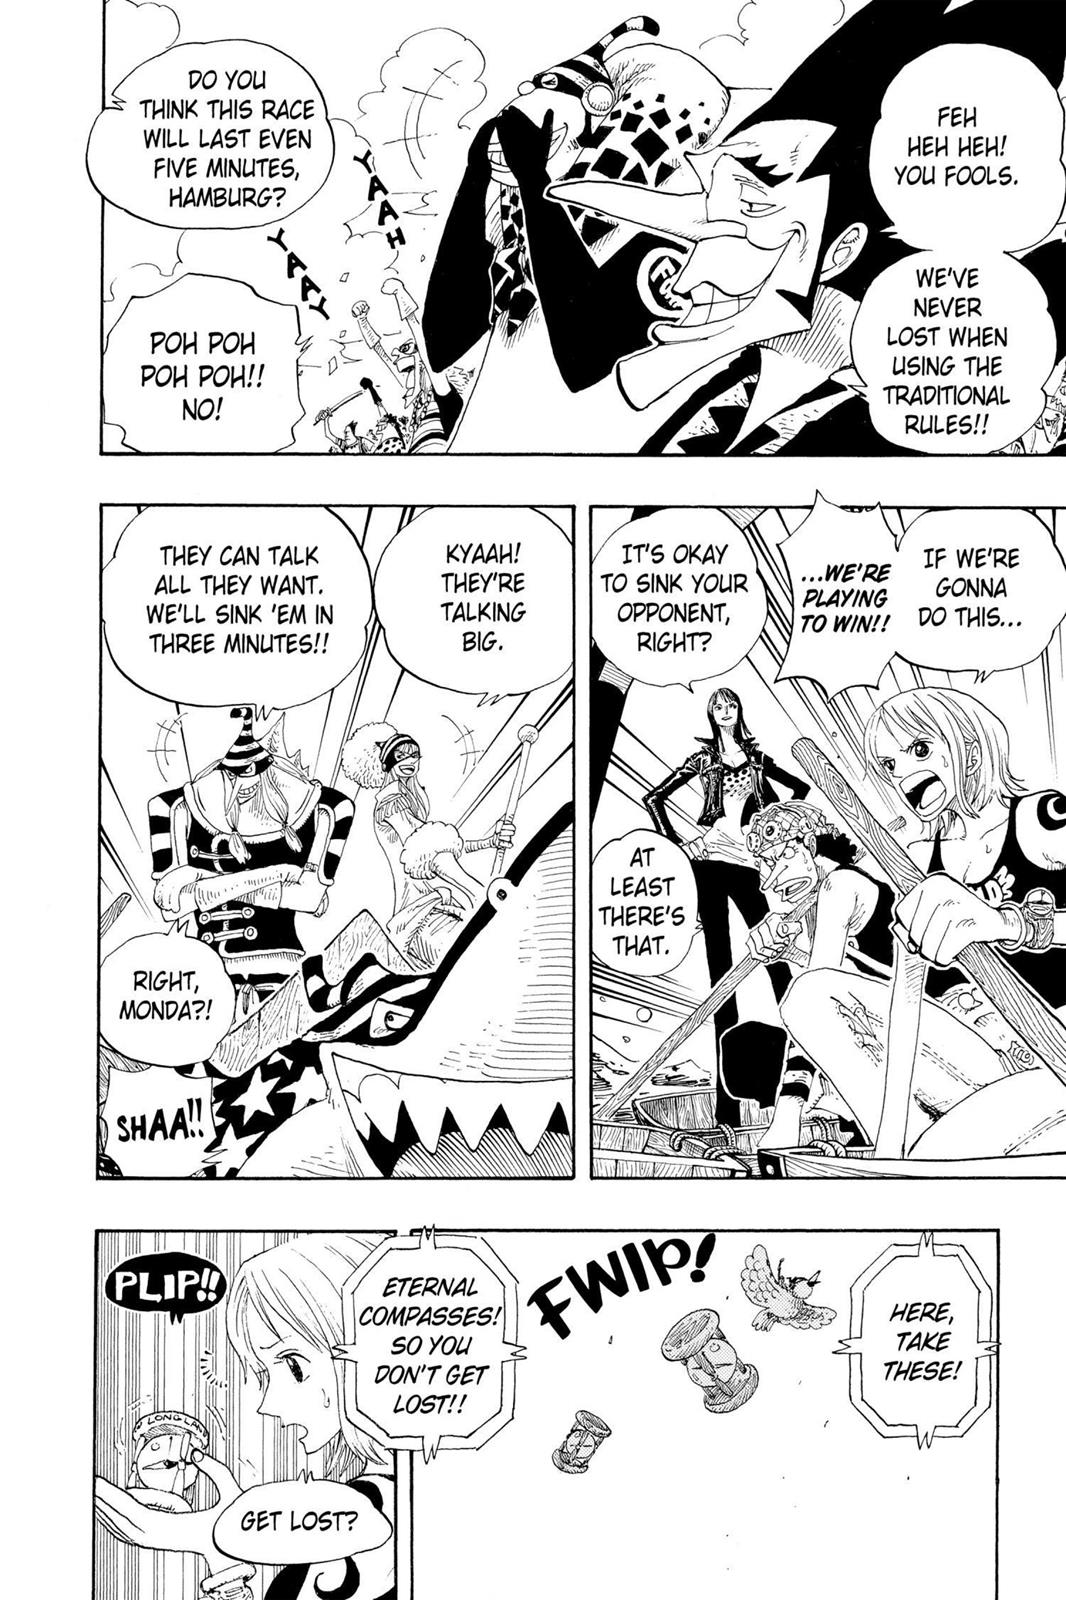 FEH
HEH HEH!
YOU FOOLS.
WE'VE
NEVER
LOST WHEN
USING THE
TRADITIONAL
RULES!!
DO YOU
THINK THIS RACE
WILL LAST EVEN
FIVE MINUTES,
HAMBURG?
YAAH
YAAY
POH POH
POH POH!!
NO!
IF WE'RE
GONNA
DO THIS...
...WE'RE
PLAYING
TO WIN!!
IT'S OKAY
TO SINK YOUR
OPPONENT,
RIGHT?
AT
LEAST
THERE'S
THAT.
KYAAH!
THEY'RE
TALKING
BIG.
THEY CAN TALK
ALL THEY WANT.
WE'LL SINK 'EM IN
THREE MINUTES!!
RIGHT,
MONDA?!
SHAA!!
HERE,
TAKE
THESE!
FWIP!
ETERNAL
COMPASSES!
SO YOU
DON'T GET
LOST!!
PLIP!!
GET LOST?